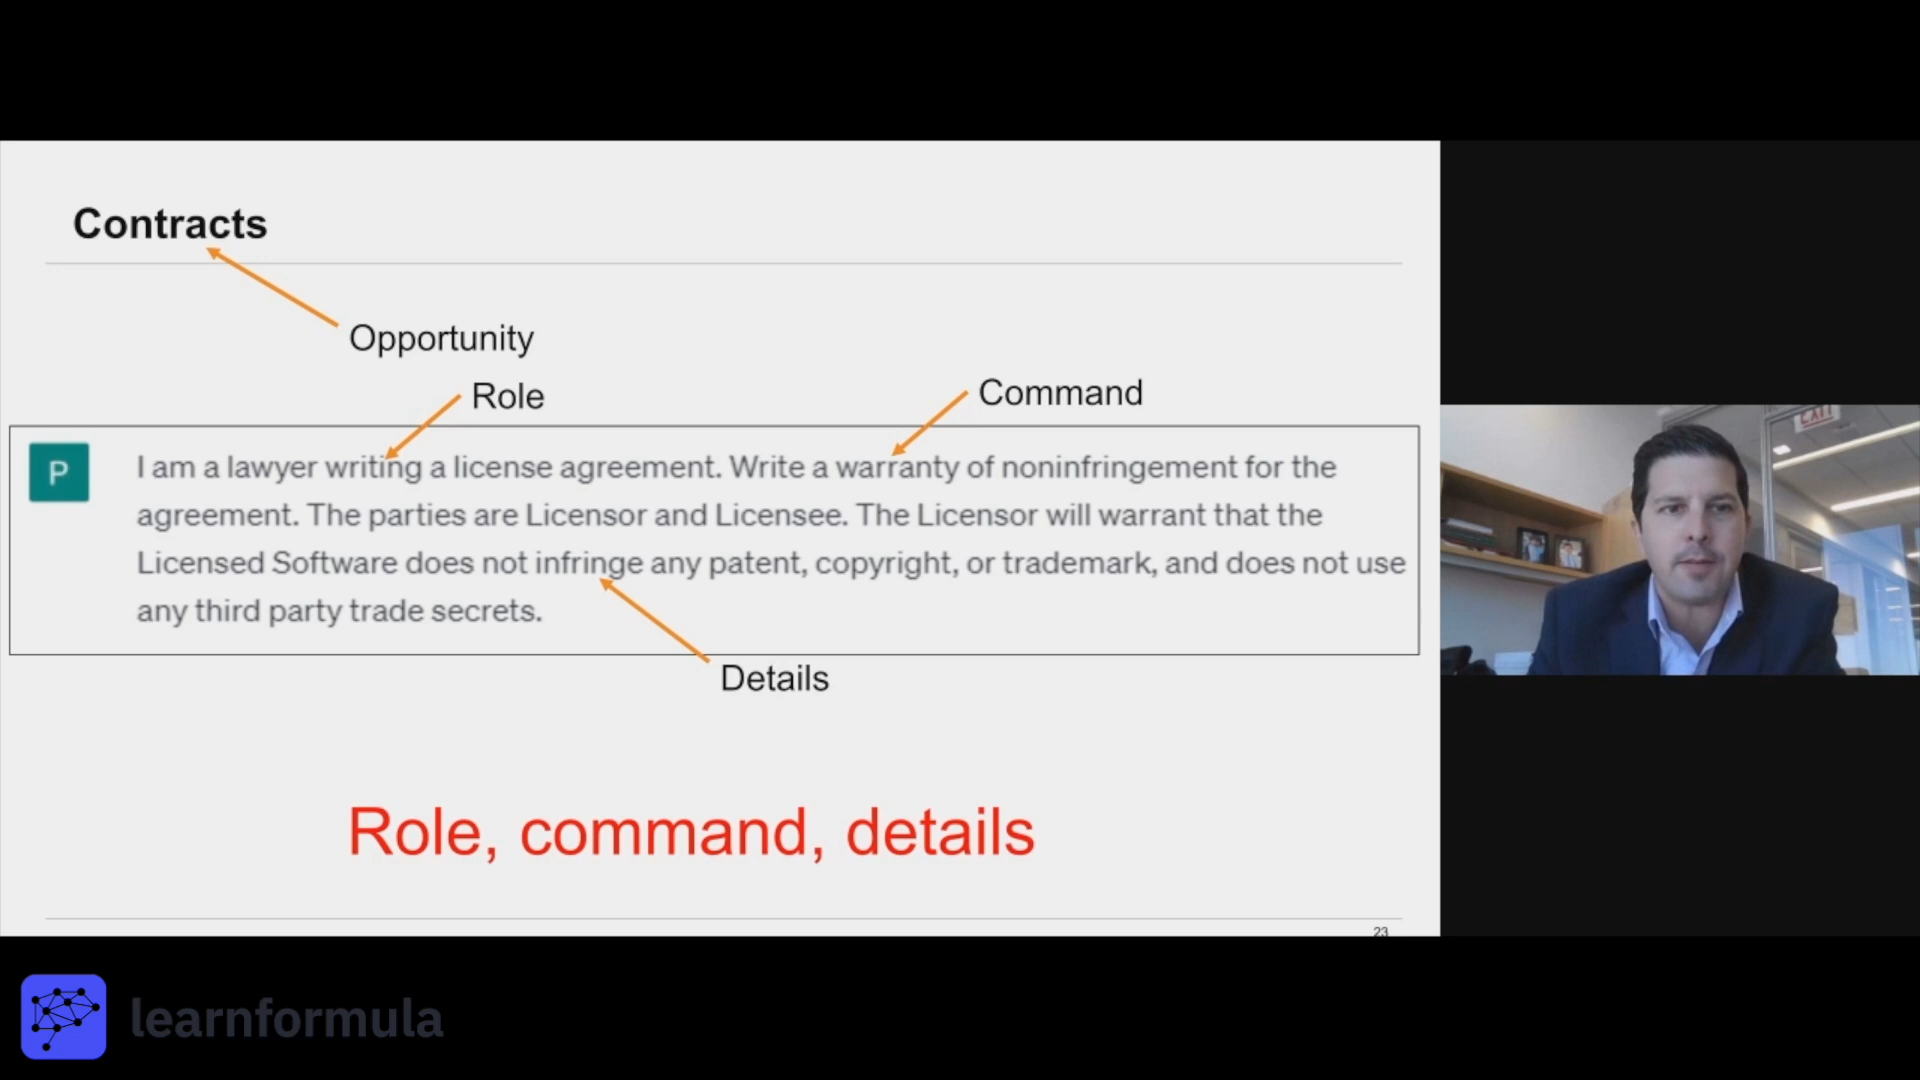 Contracts
Opportunity
Role
Command
P
I am a lawyer writing a license agreement. Write a warranty of noninfringement for the
agreement. The parties are Licensor and Licensee. The Licensor will warrant that the
Licensed Software does not infringe any patent, copyright, or trademark, and does not use
any third party trade secrets.
Details
Role, command, details
23
EXIT
learnformula